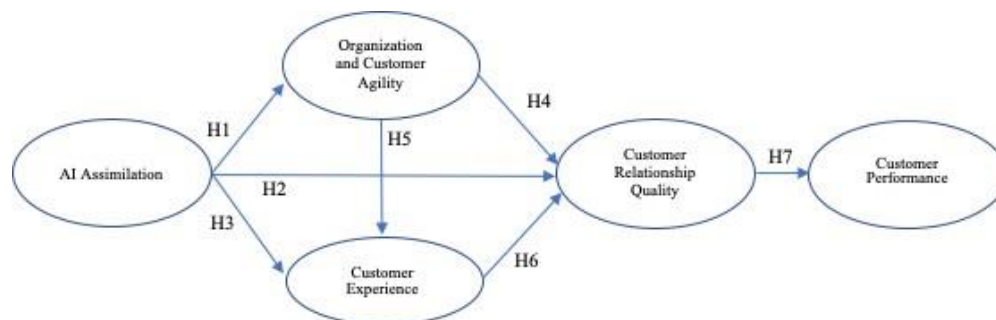 Organization
and Customer
Agility
H4
H1
H5
AI Assimilation
H2
Customer
Relationship
Quality
H7
Customer
Performance
H3
H6
Customer
Experience